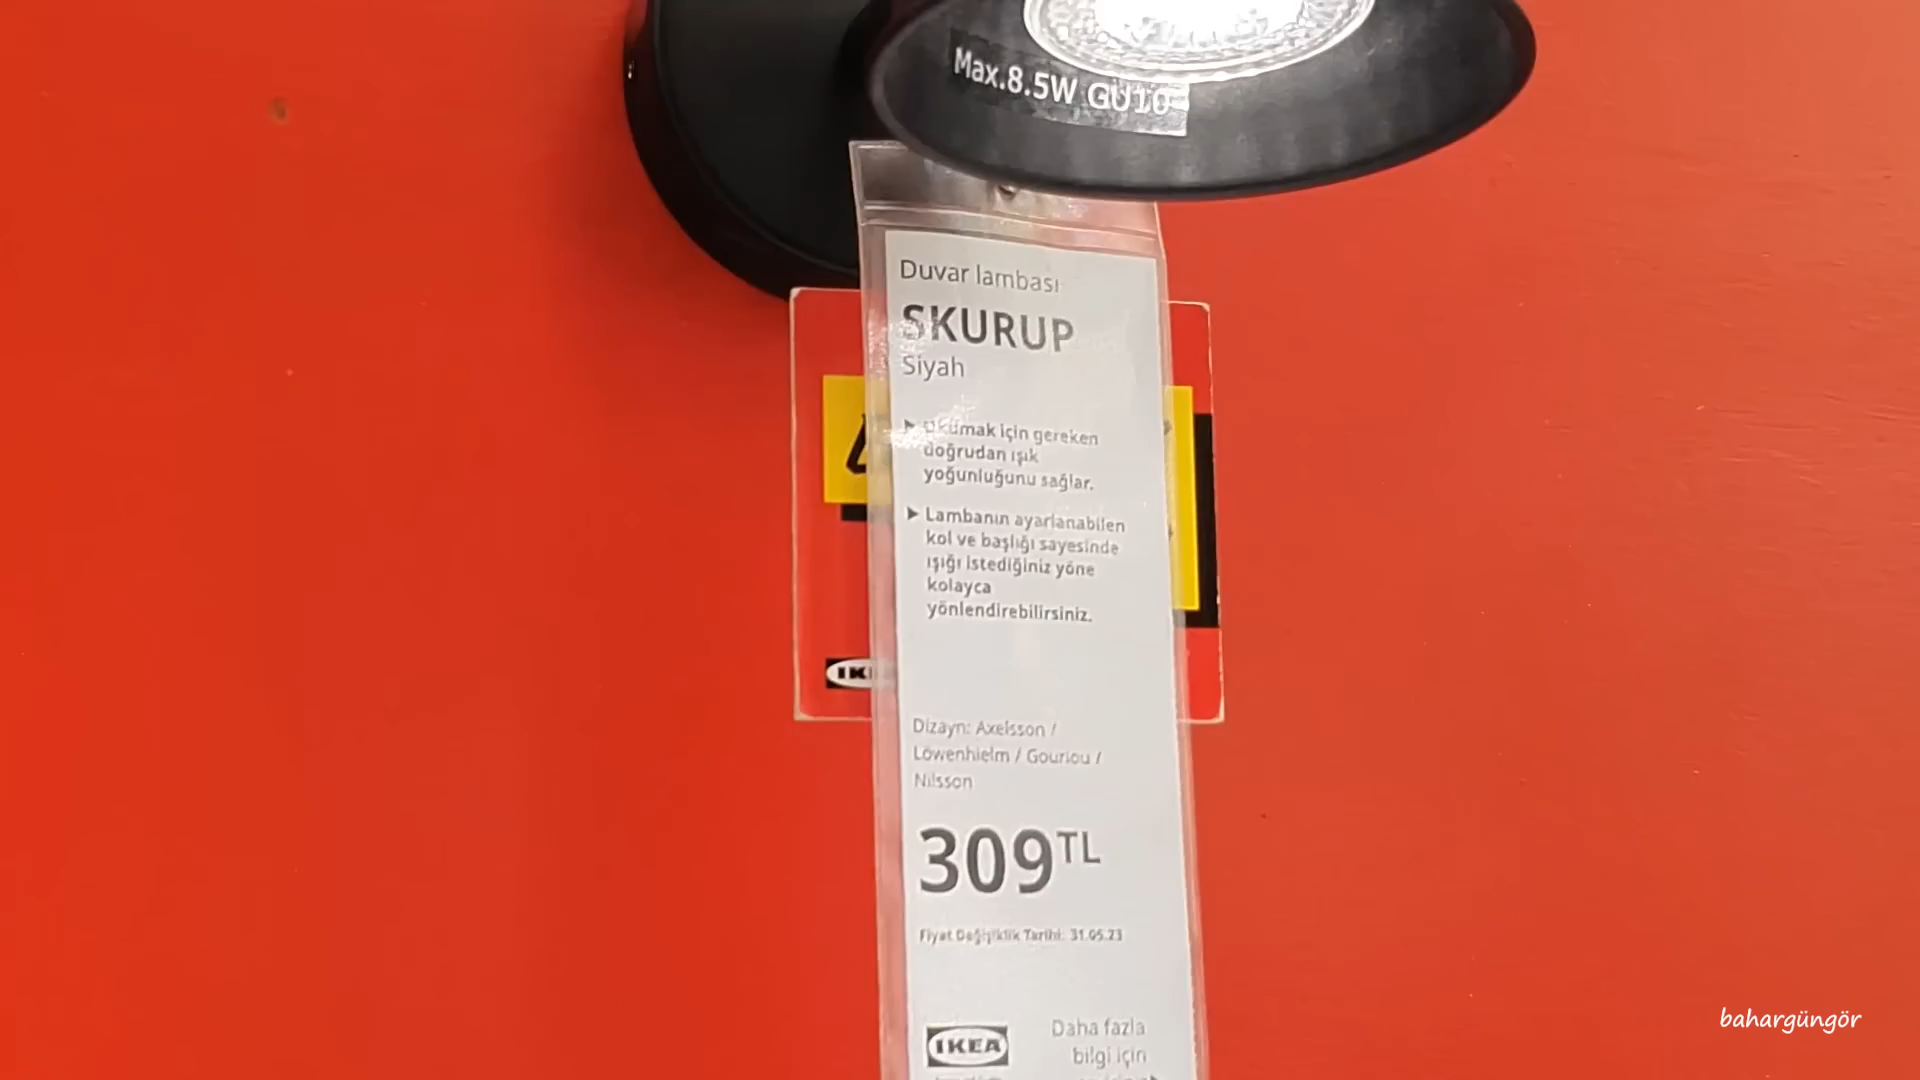 Max.8.5W GU10
Duvar lambası
SKURUP
Siyah
Okumak için gereken
doğrudan ışık
yoğunluğunu sağlar.
Lambanın ayarlanabilen
kol ve başlığı sayesinde
ışığı istediğiniz yöne
kolayca
yönlendirebilirsiniz.
Dizayn: Axelsson /
Löwenhielm / Gouriou /
Nilsson
309TL
Fiyat Değişiklik Tarihi: 31.05.23
IKEA
Daha fazla
bilgi için
bahargüngör